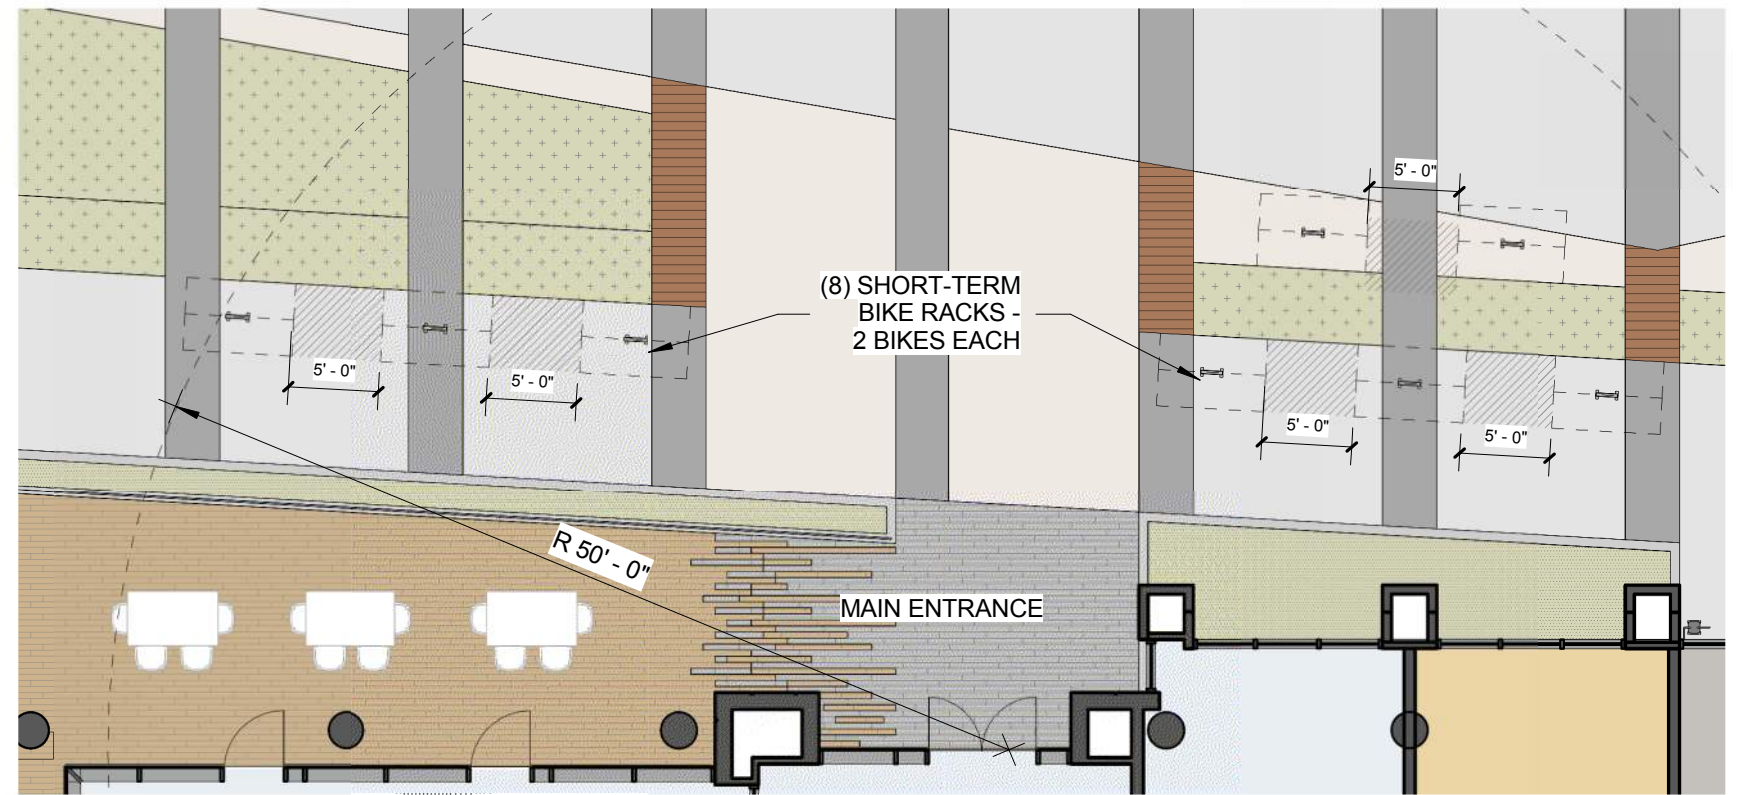 5' - 0"
(8) SHORT-TERM
BIKE RACKS -
2 BIKES EACH
5' - 0"
5' - 0"
5' - 0"
5' - 0"
R 50' - 0"
MAIN ENTRANCE